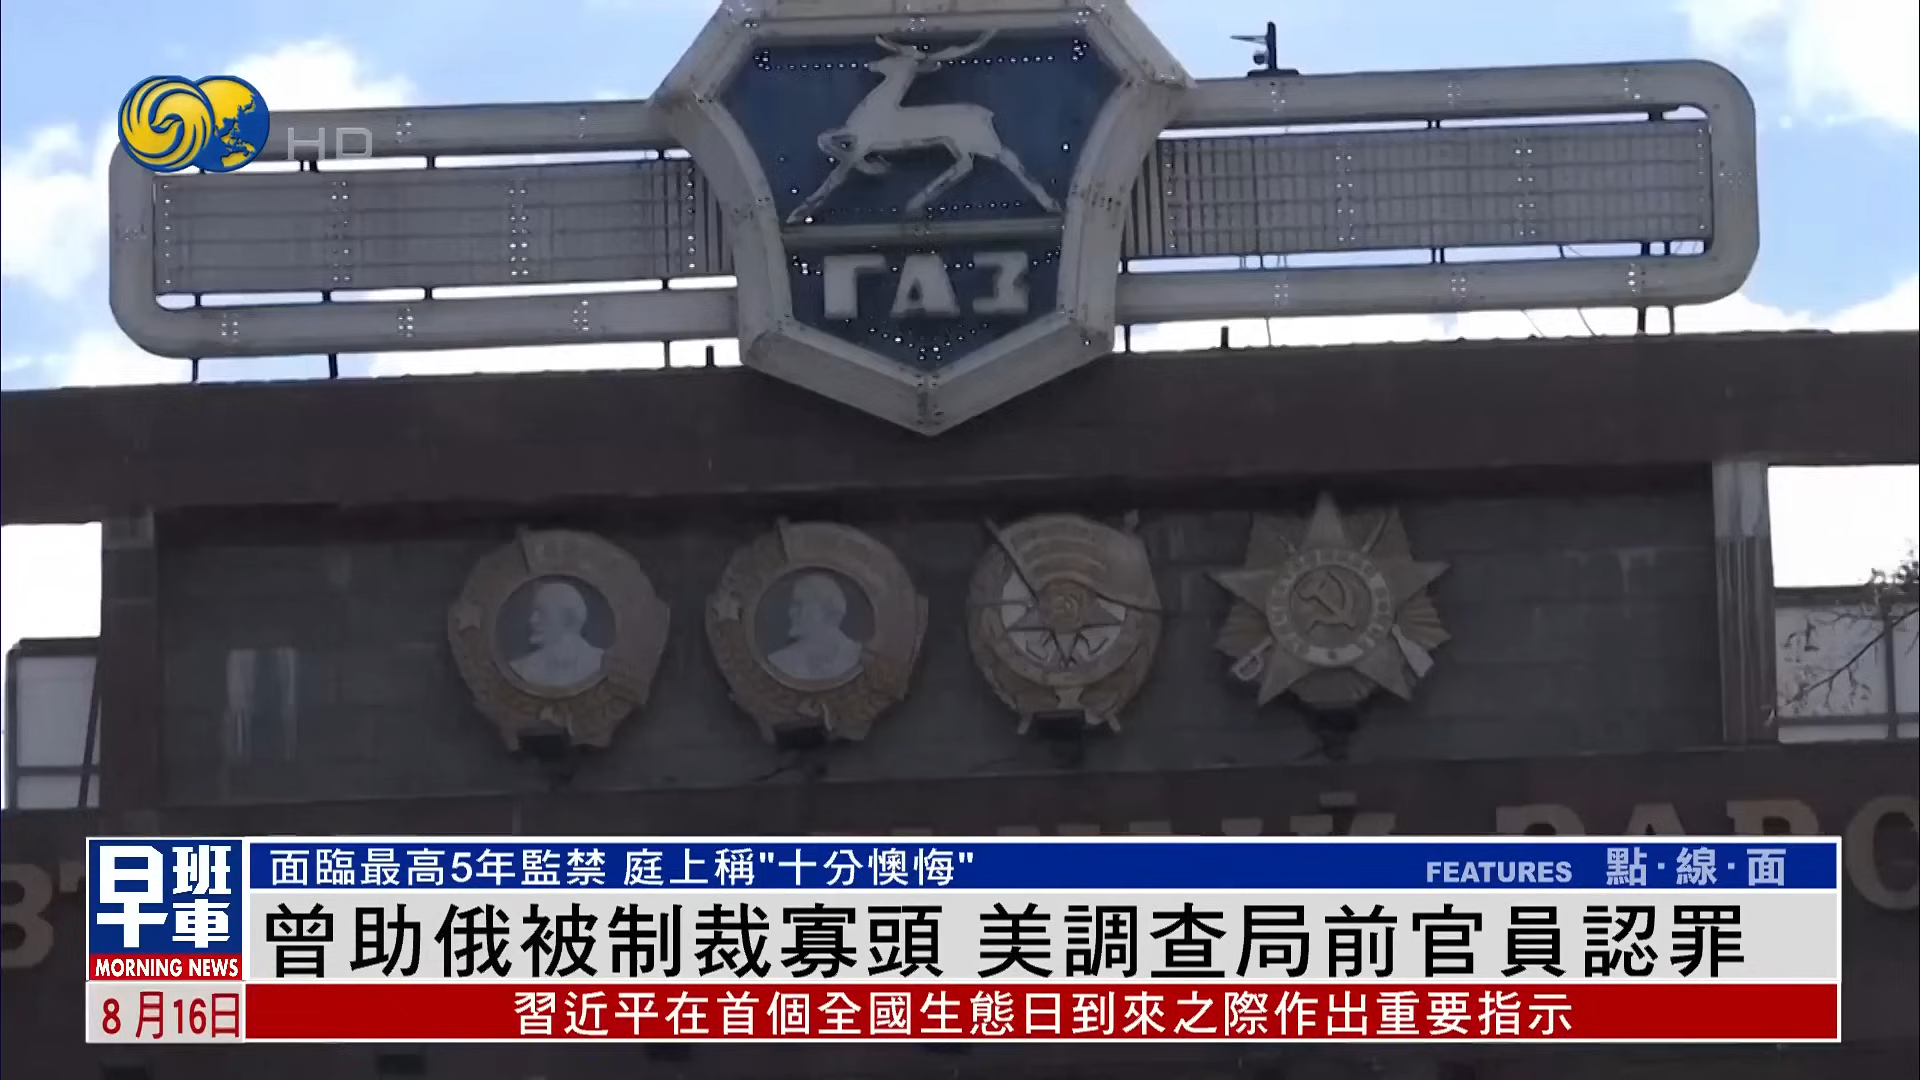 HD
ГАЗ
面臨最高5年監禁 庭上稱"十分懊悔"
FEATURES 點·線·面
早班車
曾助俄被制裁寡頭 美調查局前官員認罪
MORNING NEWS
8月16日
習近平在首個全國生態日到來之際作出重要指示